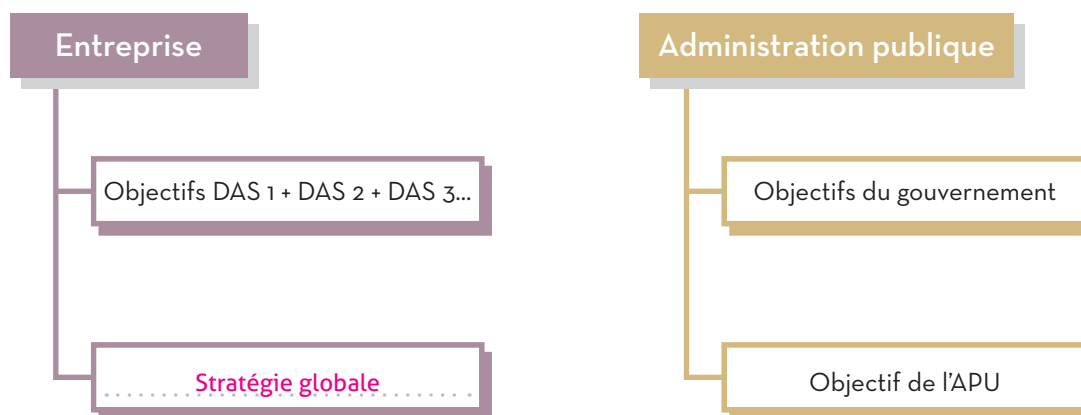 Entreprise
Administration publique
Objectifs DAS 1 + DAS 2 + DAS 3...
Objectifs du gouvernement
Stratégie globale
Objectif de l'APU